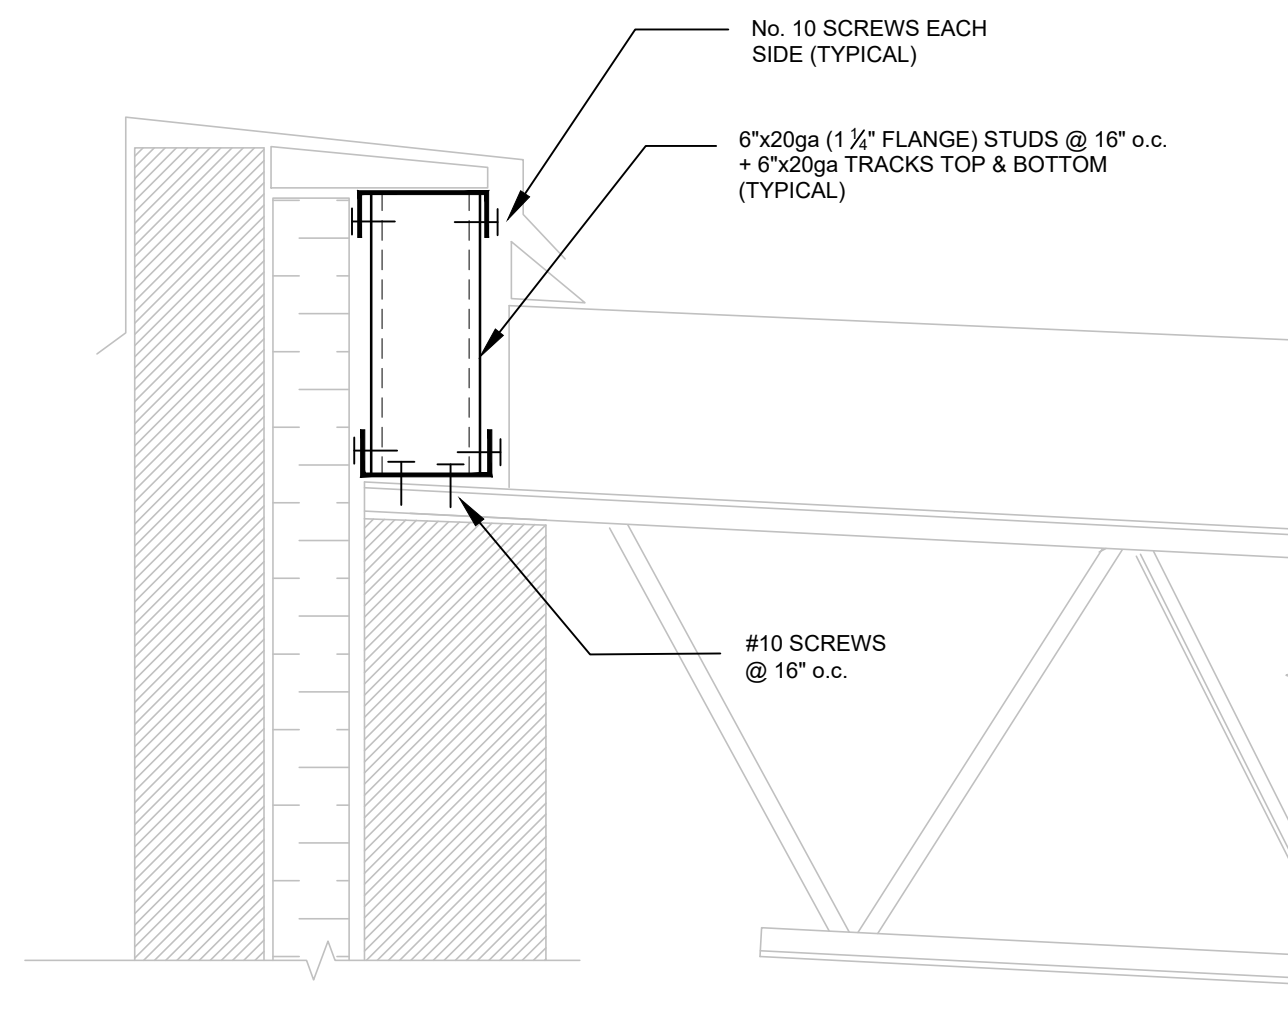 No. 10 SCREWS EACH
SIDE (TYPICAL)
6"x20ga (1 ¼" FLANGE) STUDS @ 16" o.c.
+ 6"x20ga TRACKS TOP & BOTTOM
(TYPICAL)
#10 SCREWS
@ 16" o.c.